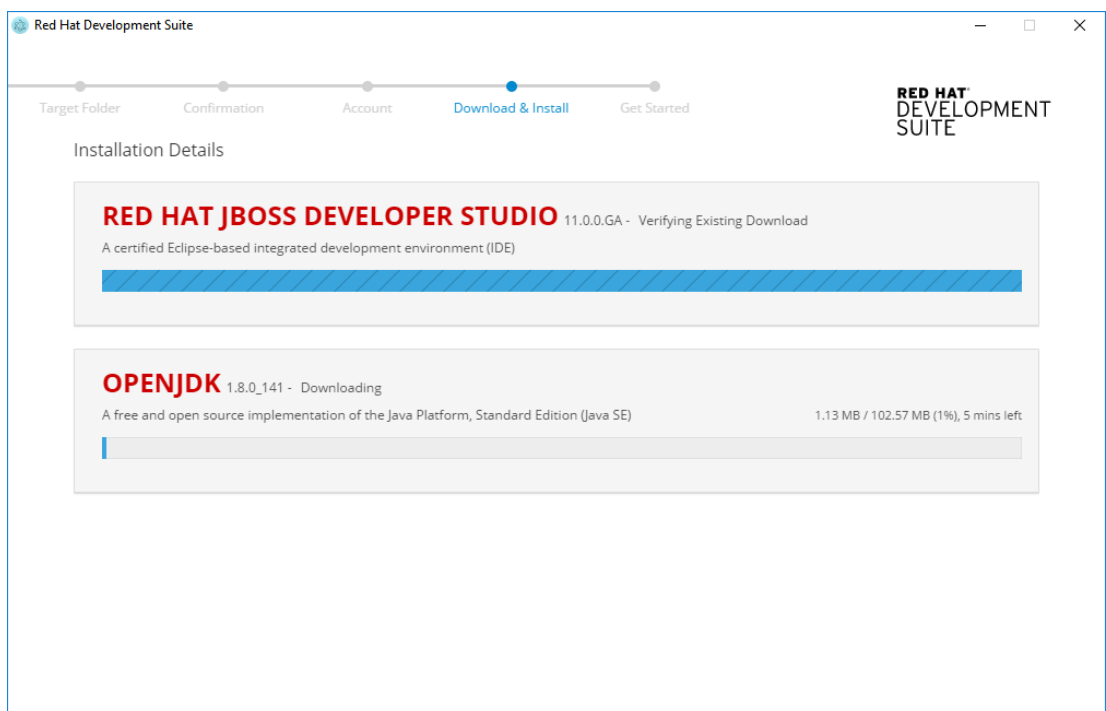 Red Hat Development Suite
Target Folder Confirmation Account Download & Install Get Started
RED HAT
DEVELOPMENT
SUITE
Installation Details
RED HAT JBOSS DEVELOPER STUDIO 11.0.0.GA - Verifying Existing Download
A certified Eclipse-based integrated development environment (IDE)
OPENJDK 1.8.0_141 - Downloading
A free and open source implementation of the Java Platform, Standard Edition (Java SE) 1.13 MB / 102.57 MB (1%), 5 mins left